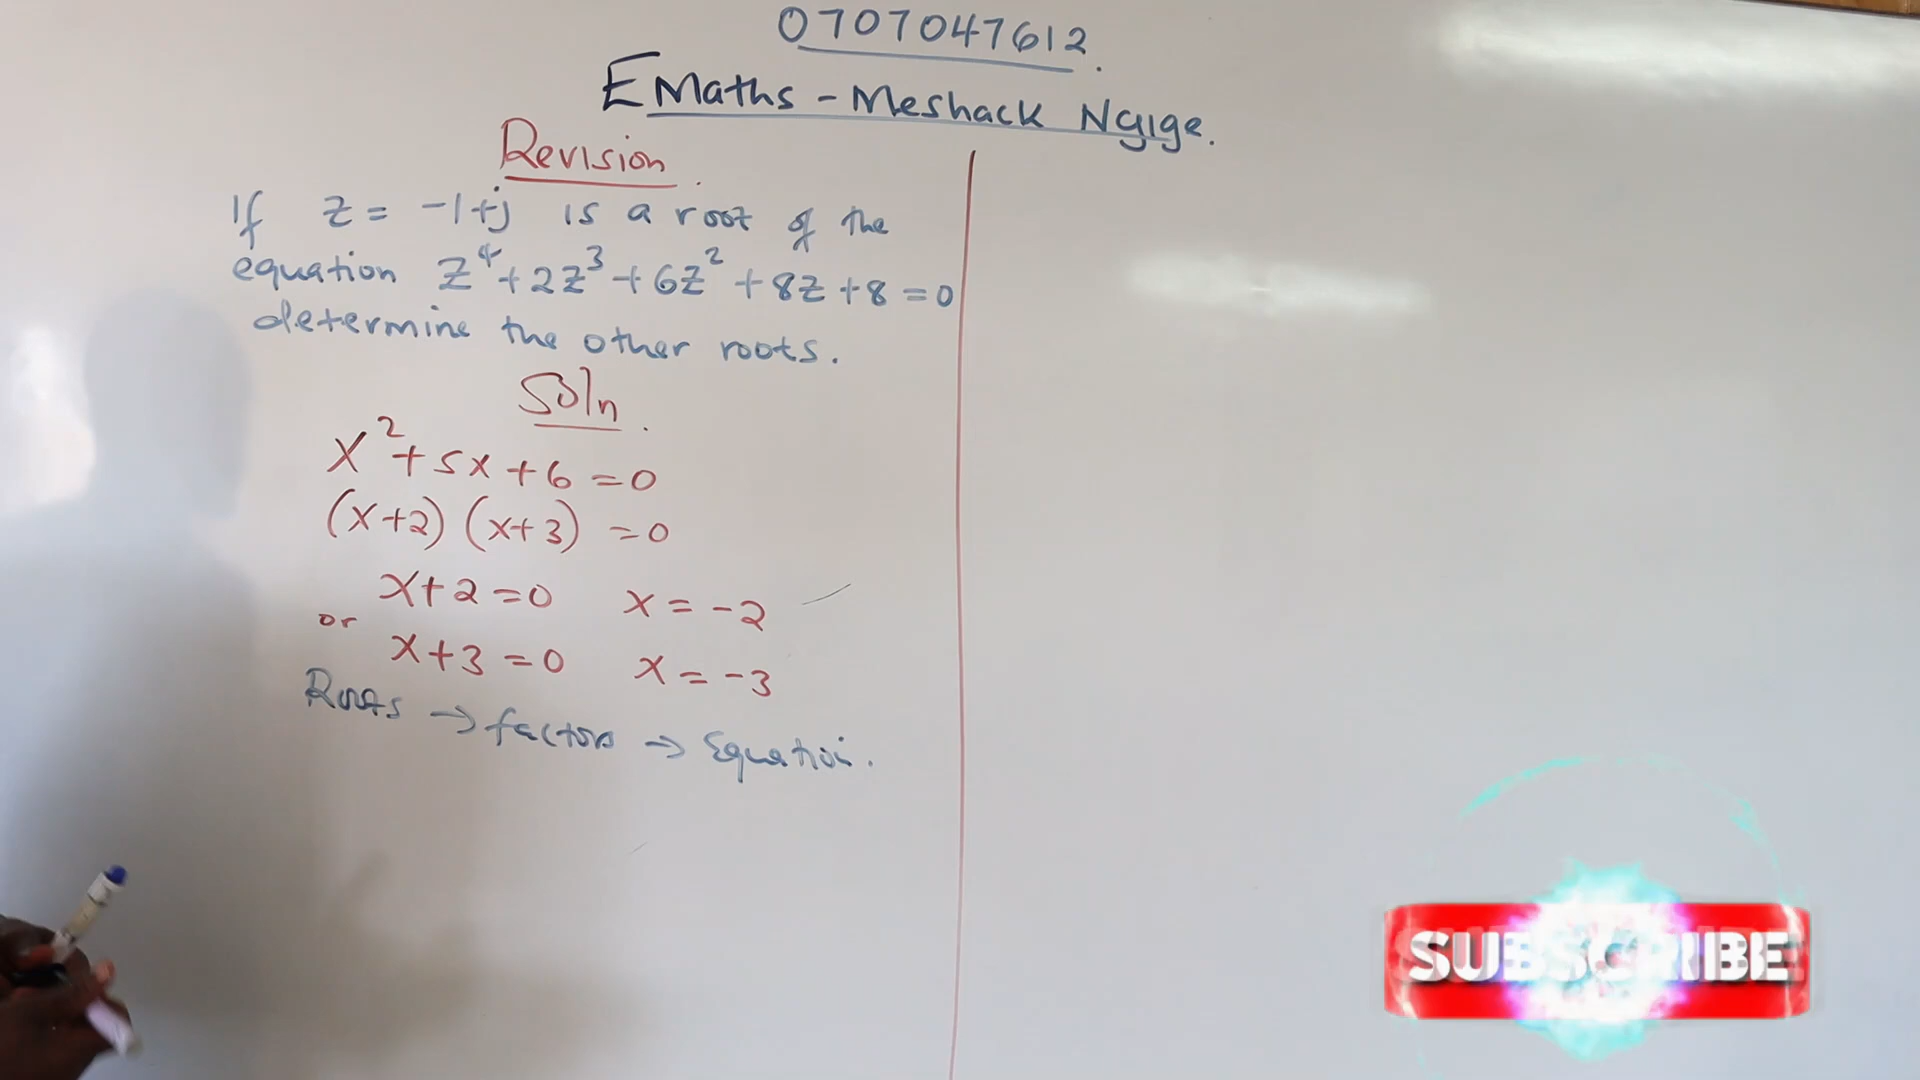 0707047612.
EMaths - Meshack Ngige.
Revision
If z = -1+j is a root of the
equation z⁴+2z³+6z²+8z+8=0
determine the other roots.
Soln.
x²+5x+6=0
(x+2)(x+3)=0
x+2=0 x=-2
or
x+3=0 x=-3
Roots → factors → Equation.
SUBSCRIBE